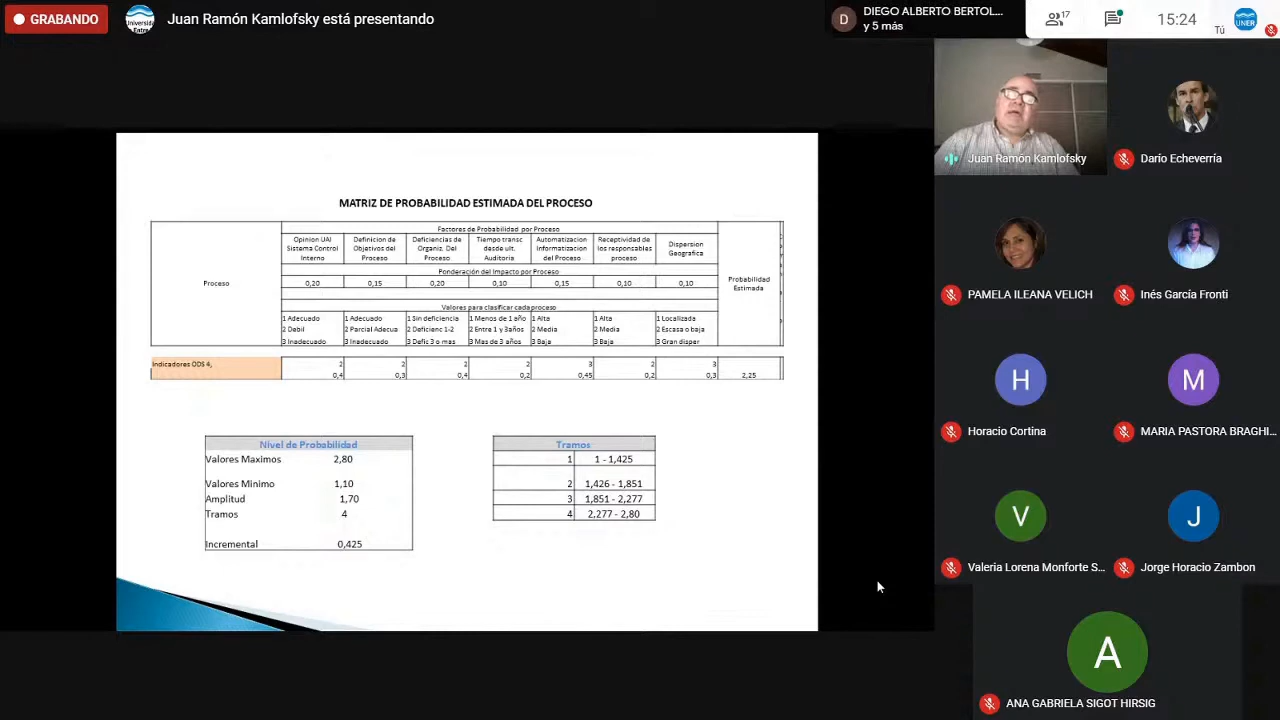 GRABANDO
Universida
Entre
Juan Ramón Kamlofsky está presentando
D
DIEGO ALBERTO BERTOL...
y 5 más
17
15:24
Tú
UNER
MATRIZ DE PROBABILIDAD ESTIMADA DEL PROCESO
Factores de Probabilidad por Proceso
Proceso
Opinion UAI
Sistema Control
Interno
Definicion de
Objetivos del
Proceso
Deficiencias de
Organiz. Del
Proceso
Tiempo transc
desde ult.
Auditoria
Automatizacion
Informatizacion
del Proceso
Receptividad de
los responsables
proceso
Dispersion
Geografica
Probabilidad
Estimada
Ponderación del Impacto por Proceso
0,20 0,15 0,20 0,10 0,15 0,10 0,10
Valores para clasificar cada proceso
1 Adecuado 1 Adecuado 1 Sin deficiencia 1 Menos de 1 año 1 Alta 1 Alta 1 Localizada
2 Debil 2 Parcial Adecua 2 Deficienc 1-2 2 Entre 1 y 3años 2 Media 2 Media 2 Escasa o baja
3 Inadecuado 3 Inadecuado 3 Defic 3 o mas 3 Mas de 3 años 3 Baja 3 Baja 3 Gran disper
Indicadores ODS 4, 2 2 2 2 3 2 3
0,4 0,3 0,4 0,2 0,45 0,2 0,3 2,25
Nivel de Probabilidad
Valores Maximos 2,80
Valores Minimo 1,10
Amplitud 1,70
Tramos 4
Incremental 0,425
Tramos
1 1 - 1,425
2 1,426 - 1,851
3 1,851 - 2,277
4 2,277 - 2,80
Juan Ramón Kamlofsky
Darío Echeverría
PAMELA ILEANA VELICH
Inés García Fronti
H
Horacio Cortina
M
MARIA PASTORA BRAGHI...
V
Valeria Lorena Monforte S...
J
Jorge Horacio Zambon
A
ANA GABRIELA SIGOT HIRSIG